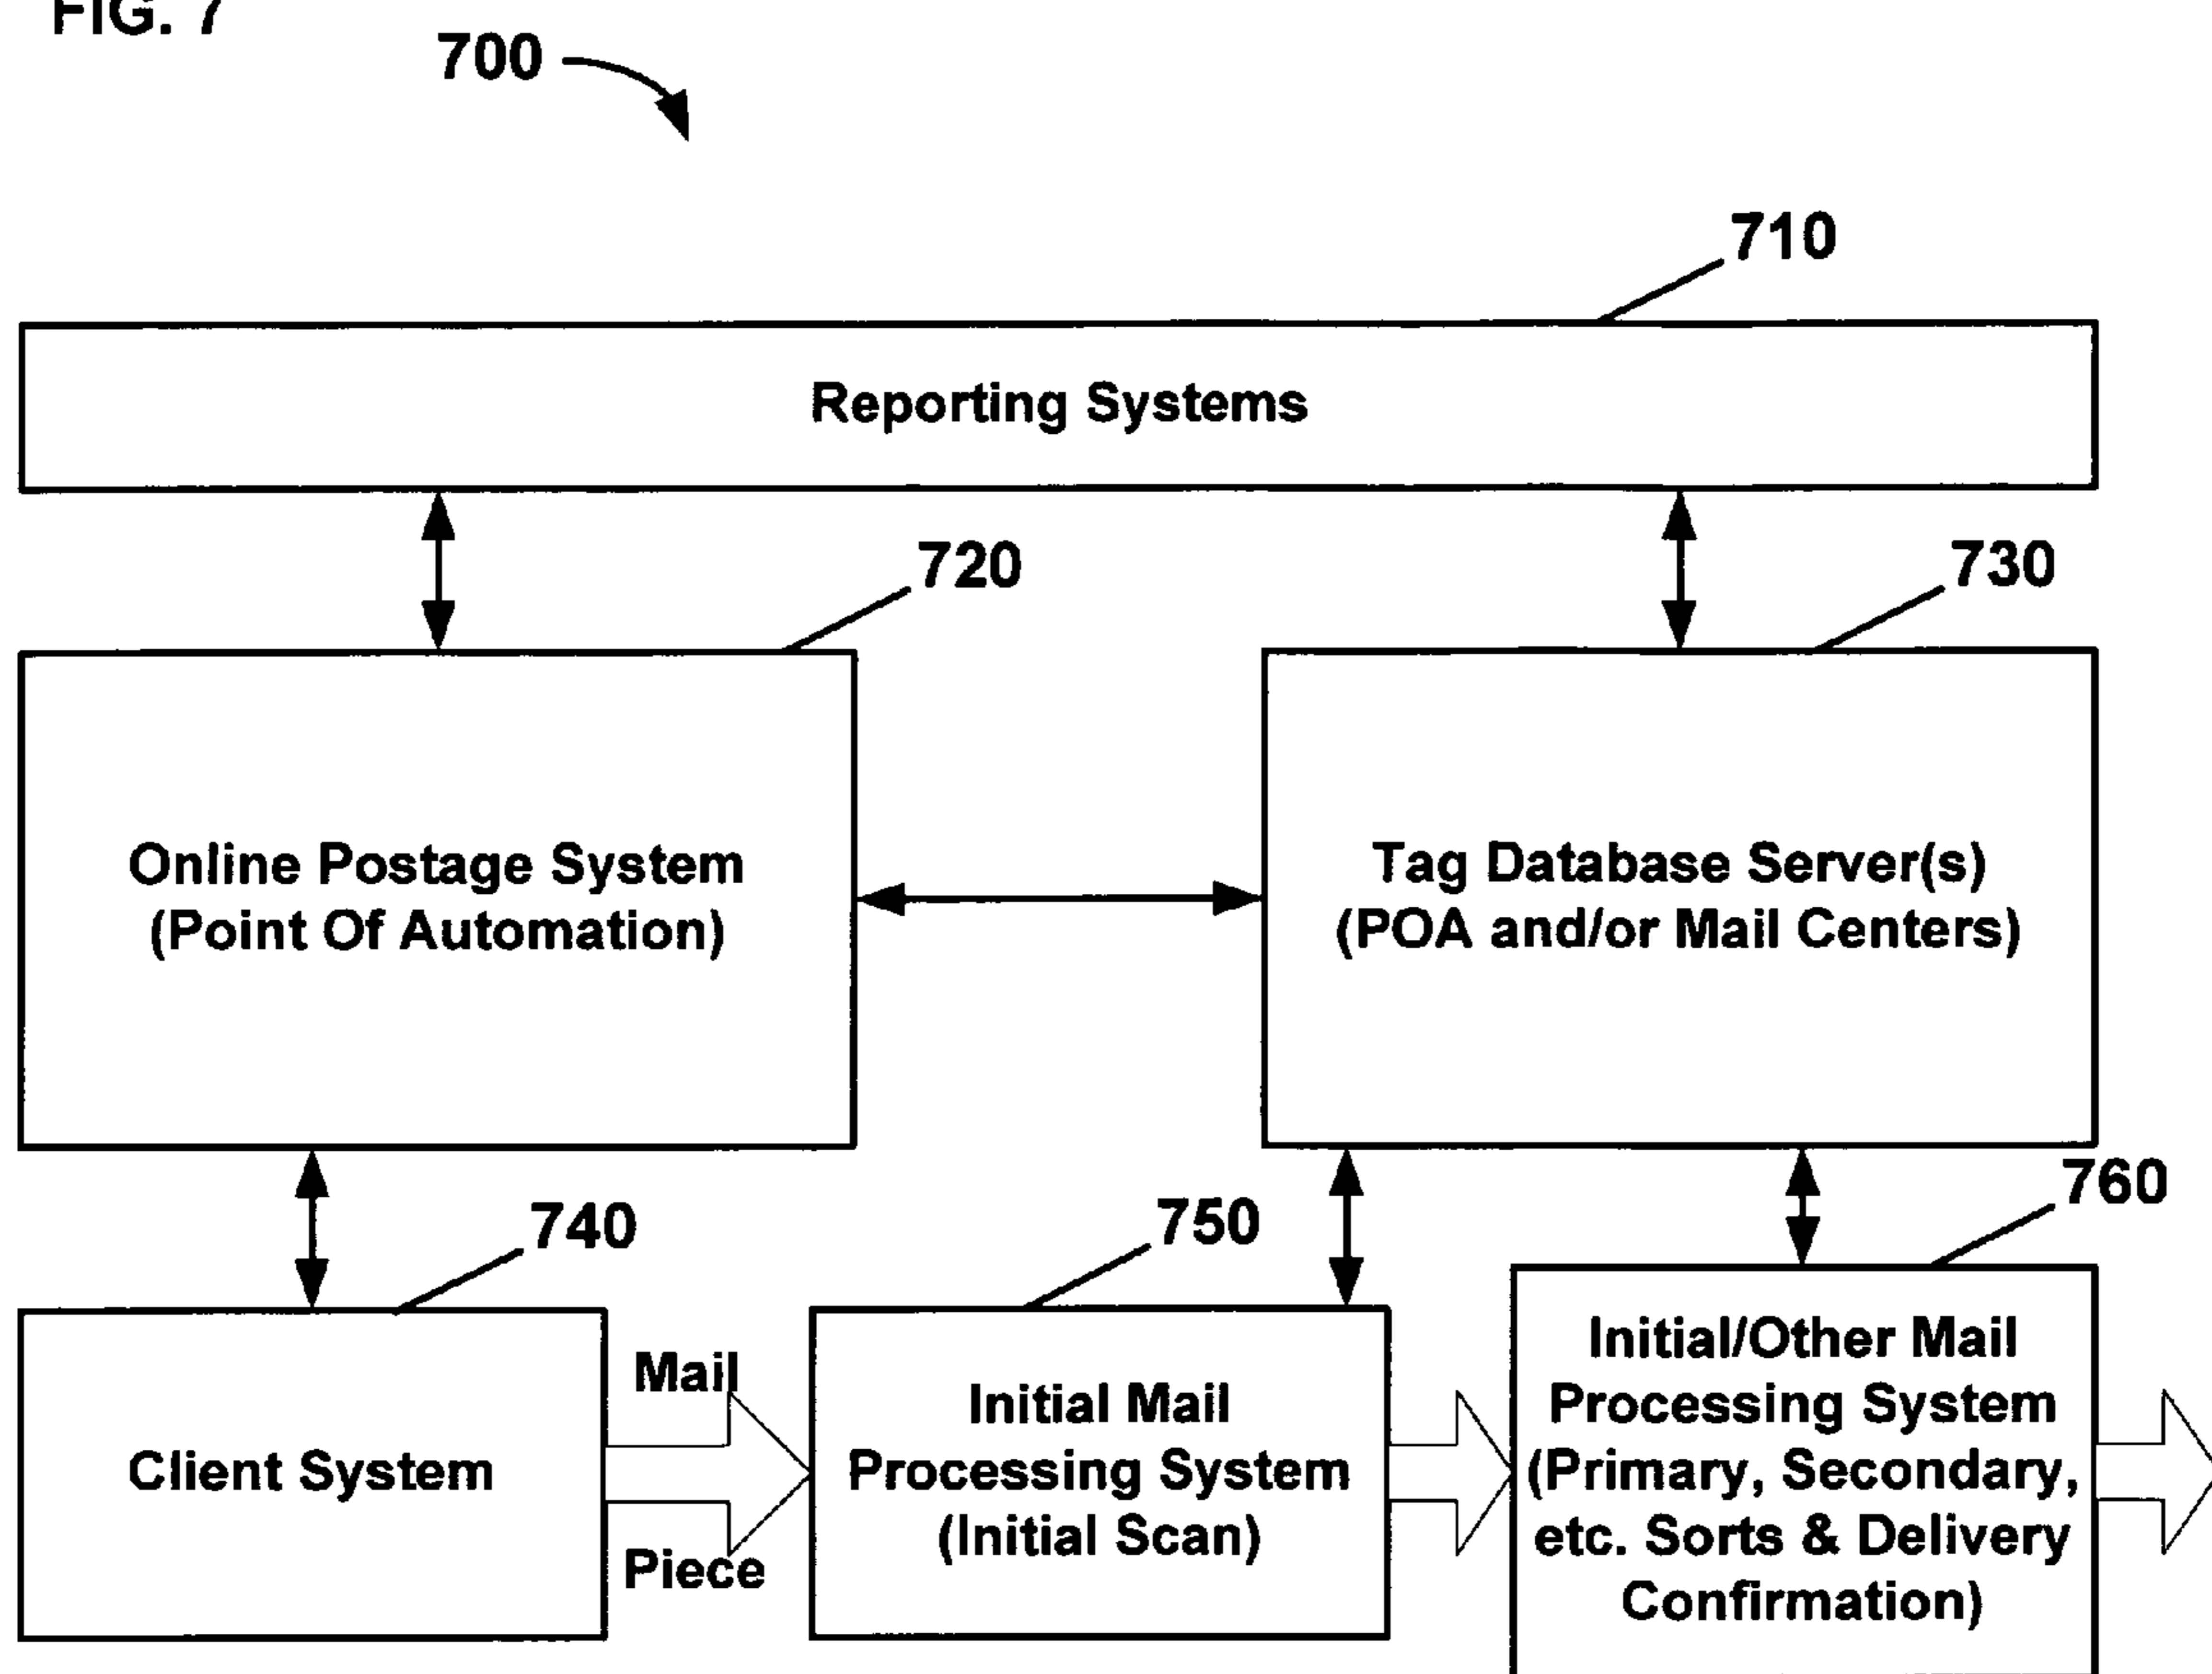 FIG. 7
700
710
Reporting Systems
720
730
Online Postage System
(Point Of Automation)
Tag Database Server(s)
(POA and/or Mail Centers)
740
750
760
Client System
Mail
Piece
Initial Mail
Processing System
(Initial Scan)
Initial/Other Mail
Processing System
(Primary, Secondary,
etc. Sorts & Delivery
Confirmation)